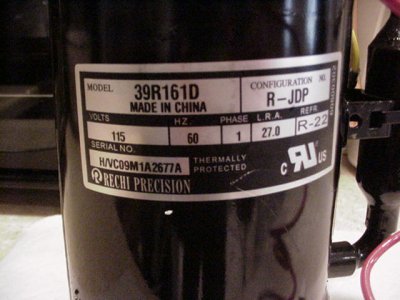 MODEL 39R161D CONFIGURATION NO. R-JDP
MADE IN CHINA
VOLTS HZ. PHASE L.R.A. REFR.
115 60 1 27.0 R-22
SERIAL NO.
H/VC09M1A2677A THERMALLY PROTECTED
RECHI PRECISION C RU US